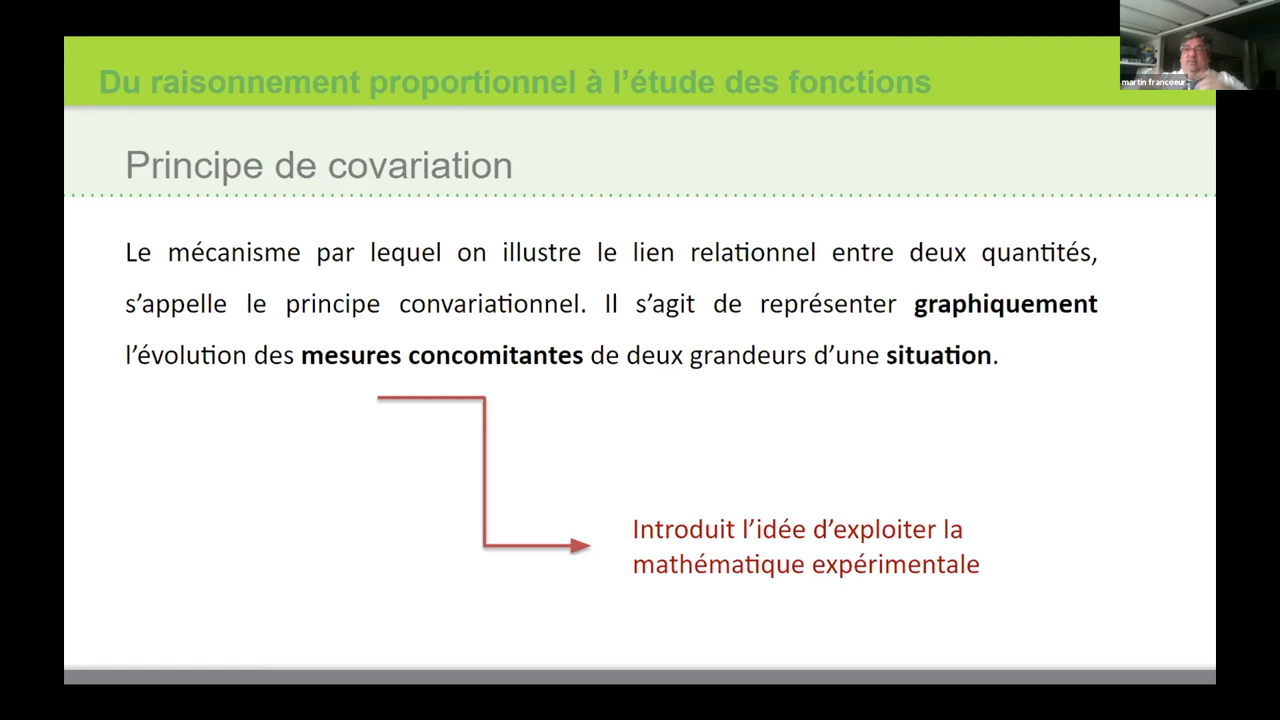 Du raisonnement proportionnel à l'étude des fonctions
martin francoeur
Principe de covariation
Le mécanisme par lequel on illustre le lien relationnel entre deux quantités,
s'appelle le principe convariationnel. Il s'agit de représenter graphiquement
l'évolution des mesures concomitantes de deux grandeurs d'une situation.
Introduit l'idée d'exploiter la
mathématique expérimentale